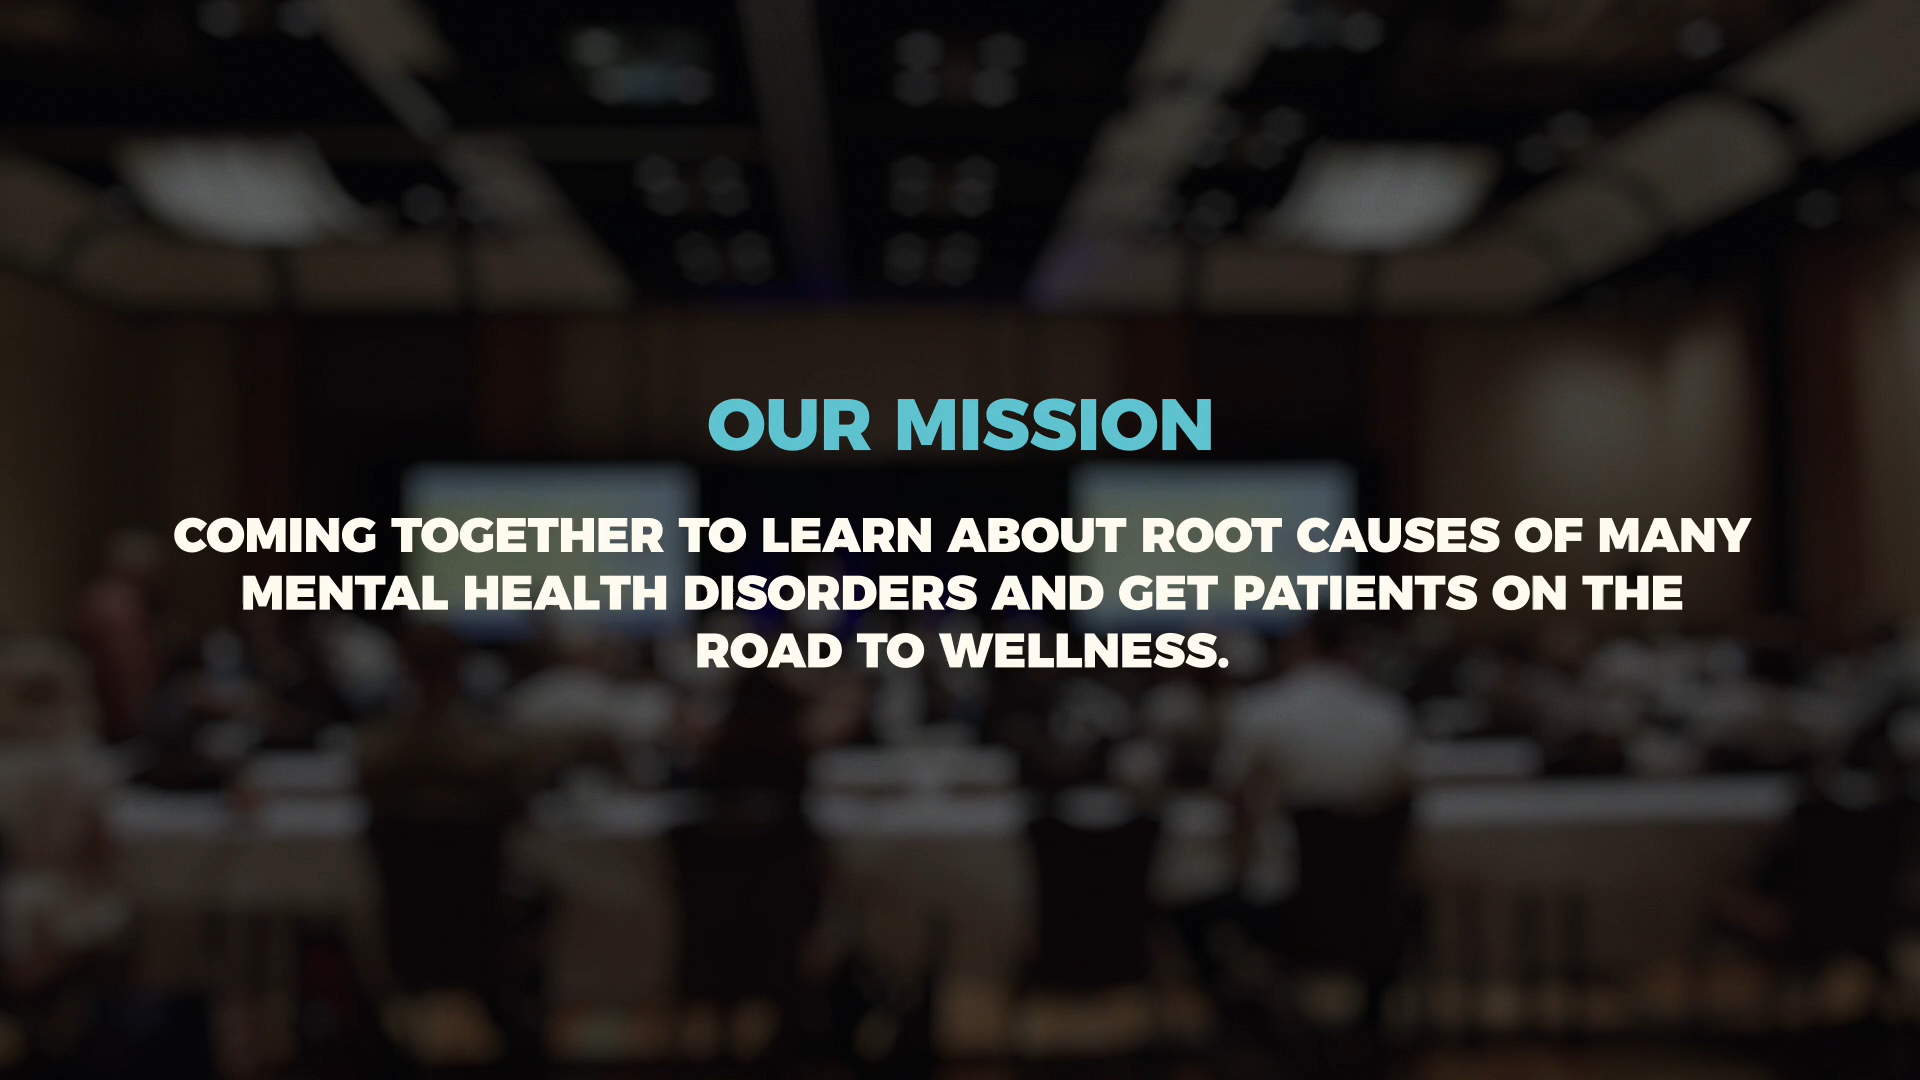 OUR MISSION
COMING TOGETHER TO LEARN ABOUT ROOT CAUSES OF MANY
MENTAL HEALTH DISORDERS AND GET PATIENTS ON THE
ROAD TO WELLNESS.